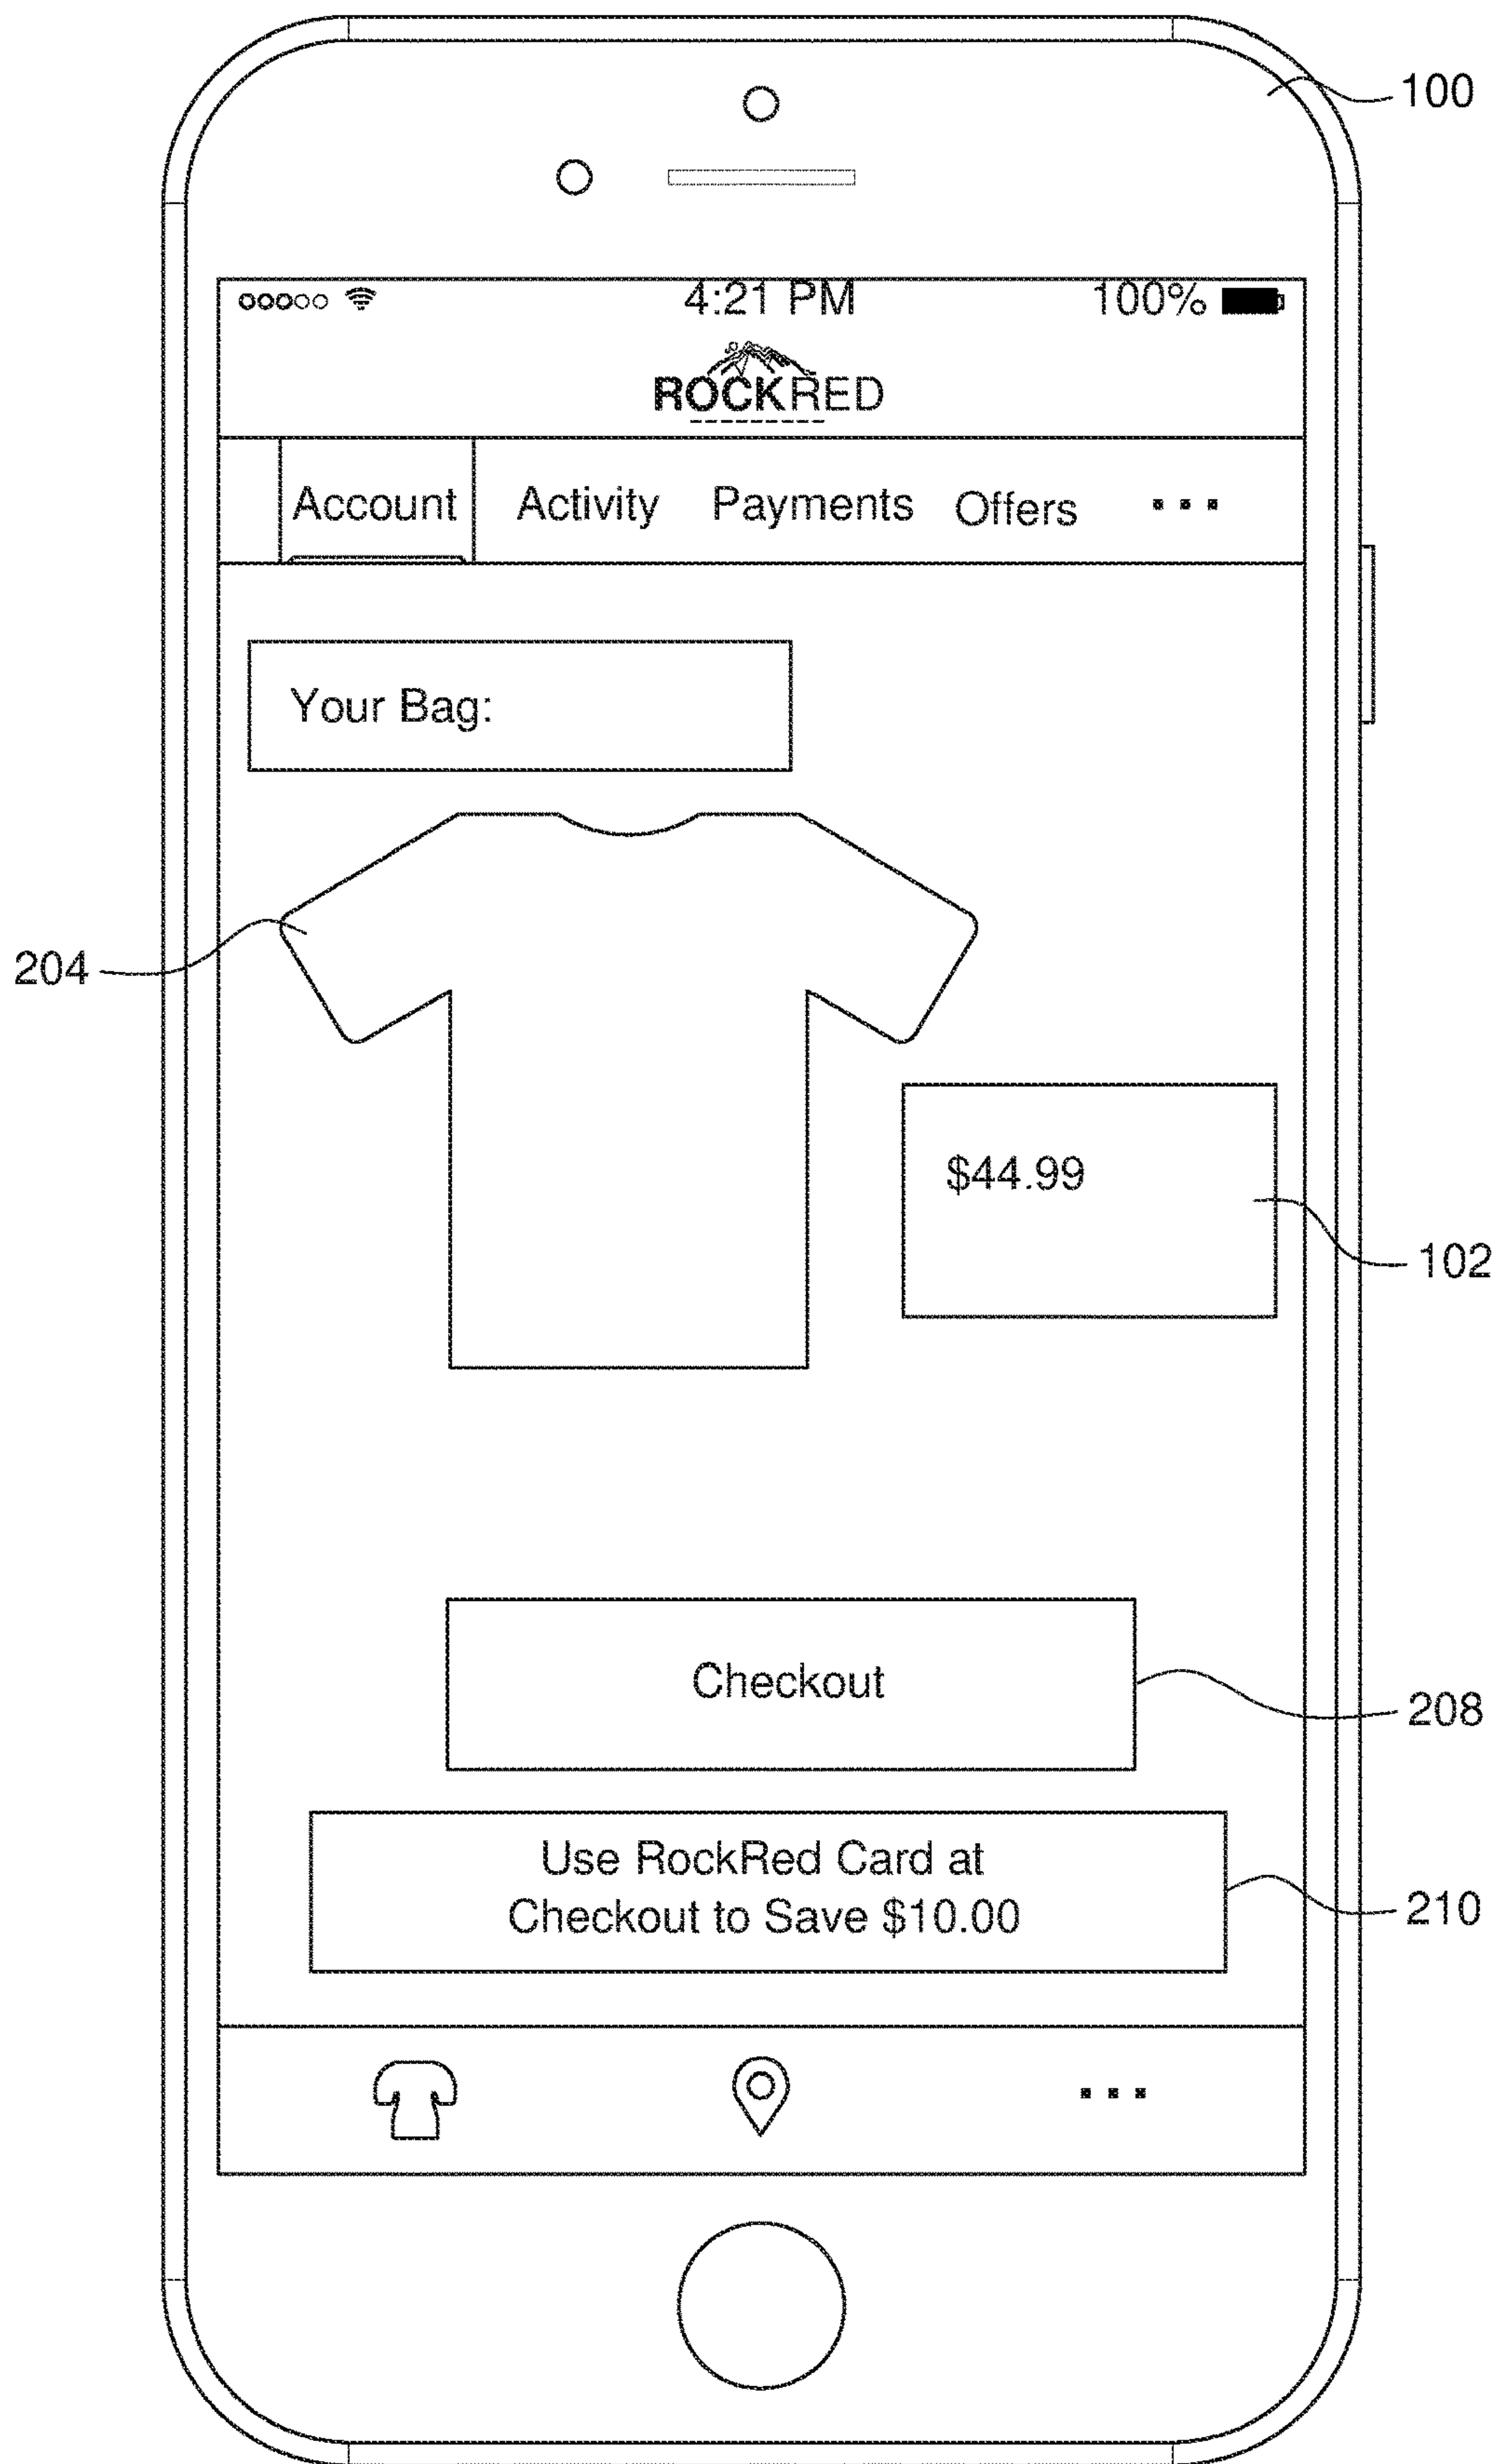 100
4:21 PM 100%
ROCKRED
Account Activity Payments Offers ...
Your Bag:
204
$44.99
102
Checkout
208
Use RockRed Card at
Checkout to Save $10.00
210
...